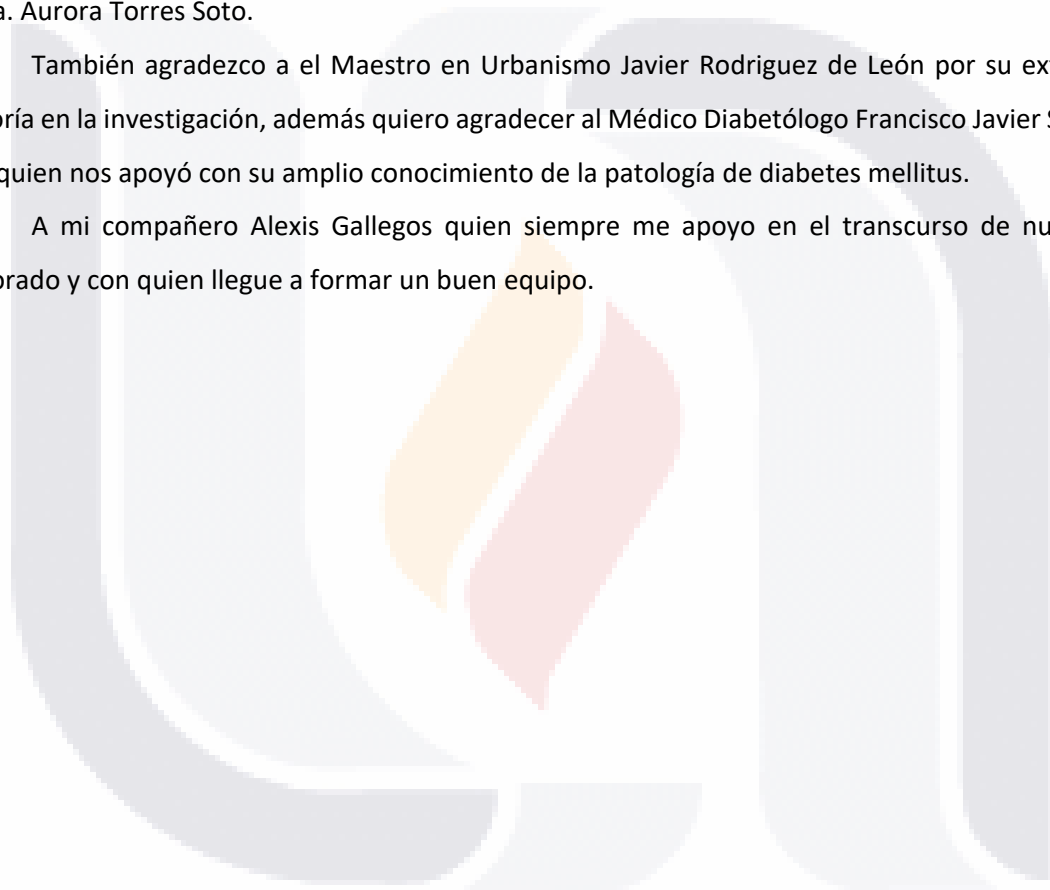 a. Aurora Torres Soto.
También agradezco a el Maestro en Urbanismo Javier Rodriguez de León por su ex
ría en la investigación, además quiero agradecer al Médico Diabetólogo Francisco Javier
quien nos apoyó con su amplio conocimiento de la patología de diabetes mellitus.
A mi compañero Alexis Gallegos quien siempre me apoyo en el transcurso de nu
orado y con quien llegue a formar un buen equipo.